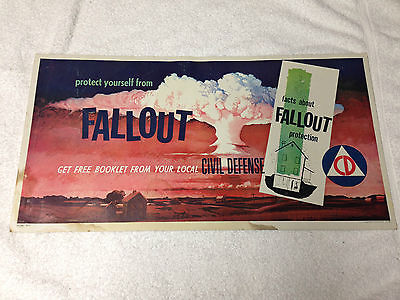 protect yourself from
FALLOUT
GET FREE BOOKLET FROM YOUR LOCAL CIVIL DEFENSE
facts about
FALLOUT
protection
CD